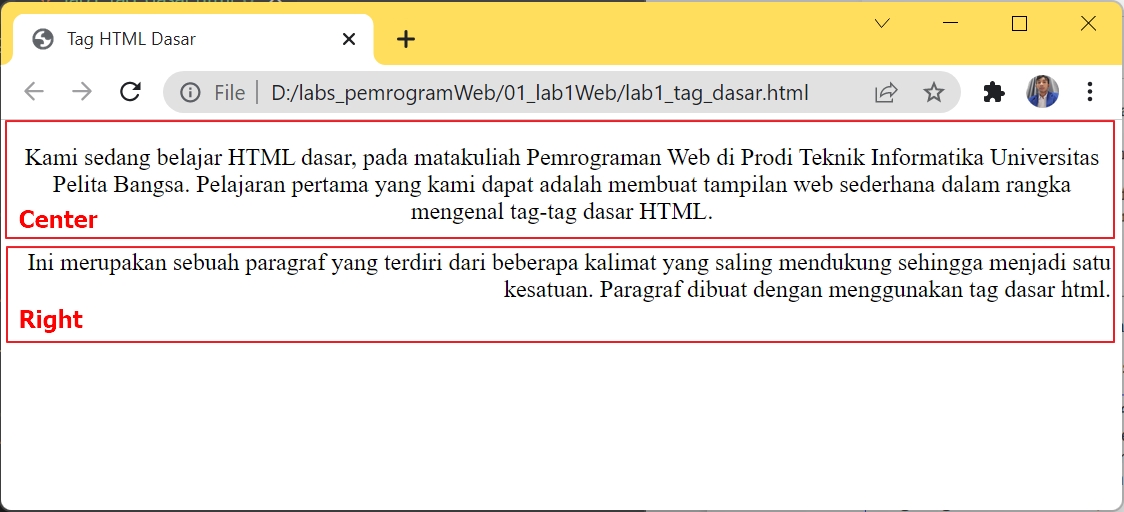 Tag HTML Dasar
File
D:/labs_pemrogramWeb/01_lab1Web/lab1_tag_dasar.html
Kami sedang belajar HTML dasar, pada matakuliah Pemrograman Web di Prodi Teknik Informatika Universitas
Pelita Bangsa. Pelajaran pertama yang kami dapat adalah membuat tampilan web sederhana dalam rangka
mengenal tag-tag dasar HTML.
Center
Ini merupakan sebuah paragraf yang terdiri dari beberapa kalimat yang saling mendukung sehingga menjadi satu
kesatuan. Paragraf dibuat dengan menggunakan tag dasar html.
Right